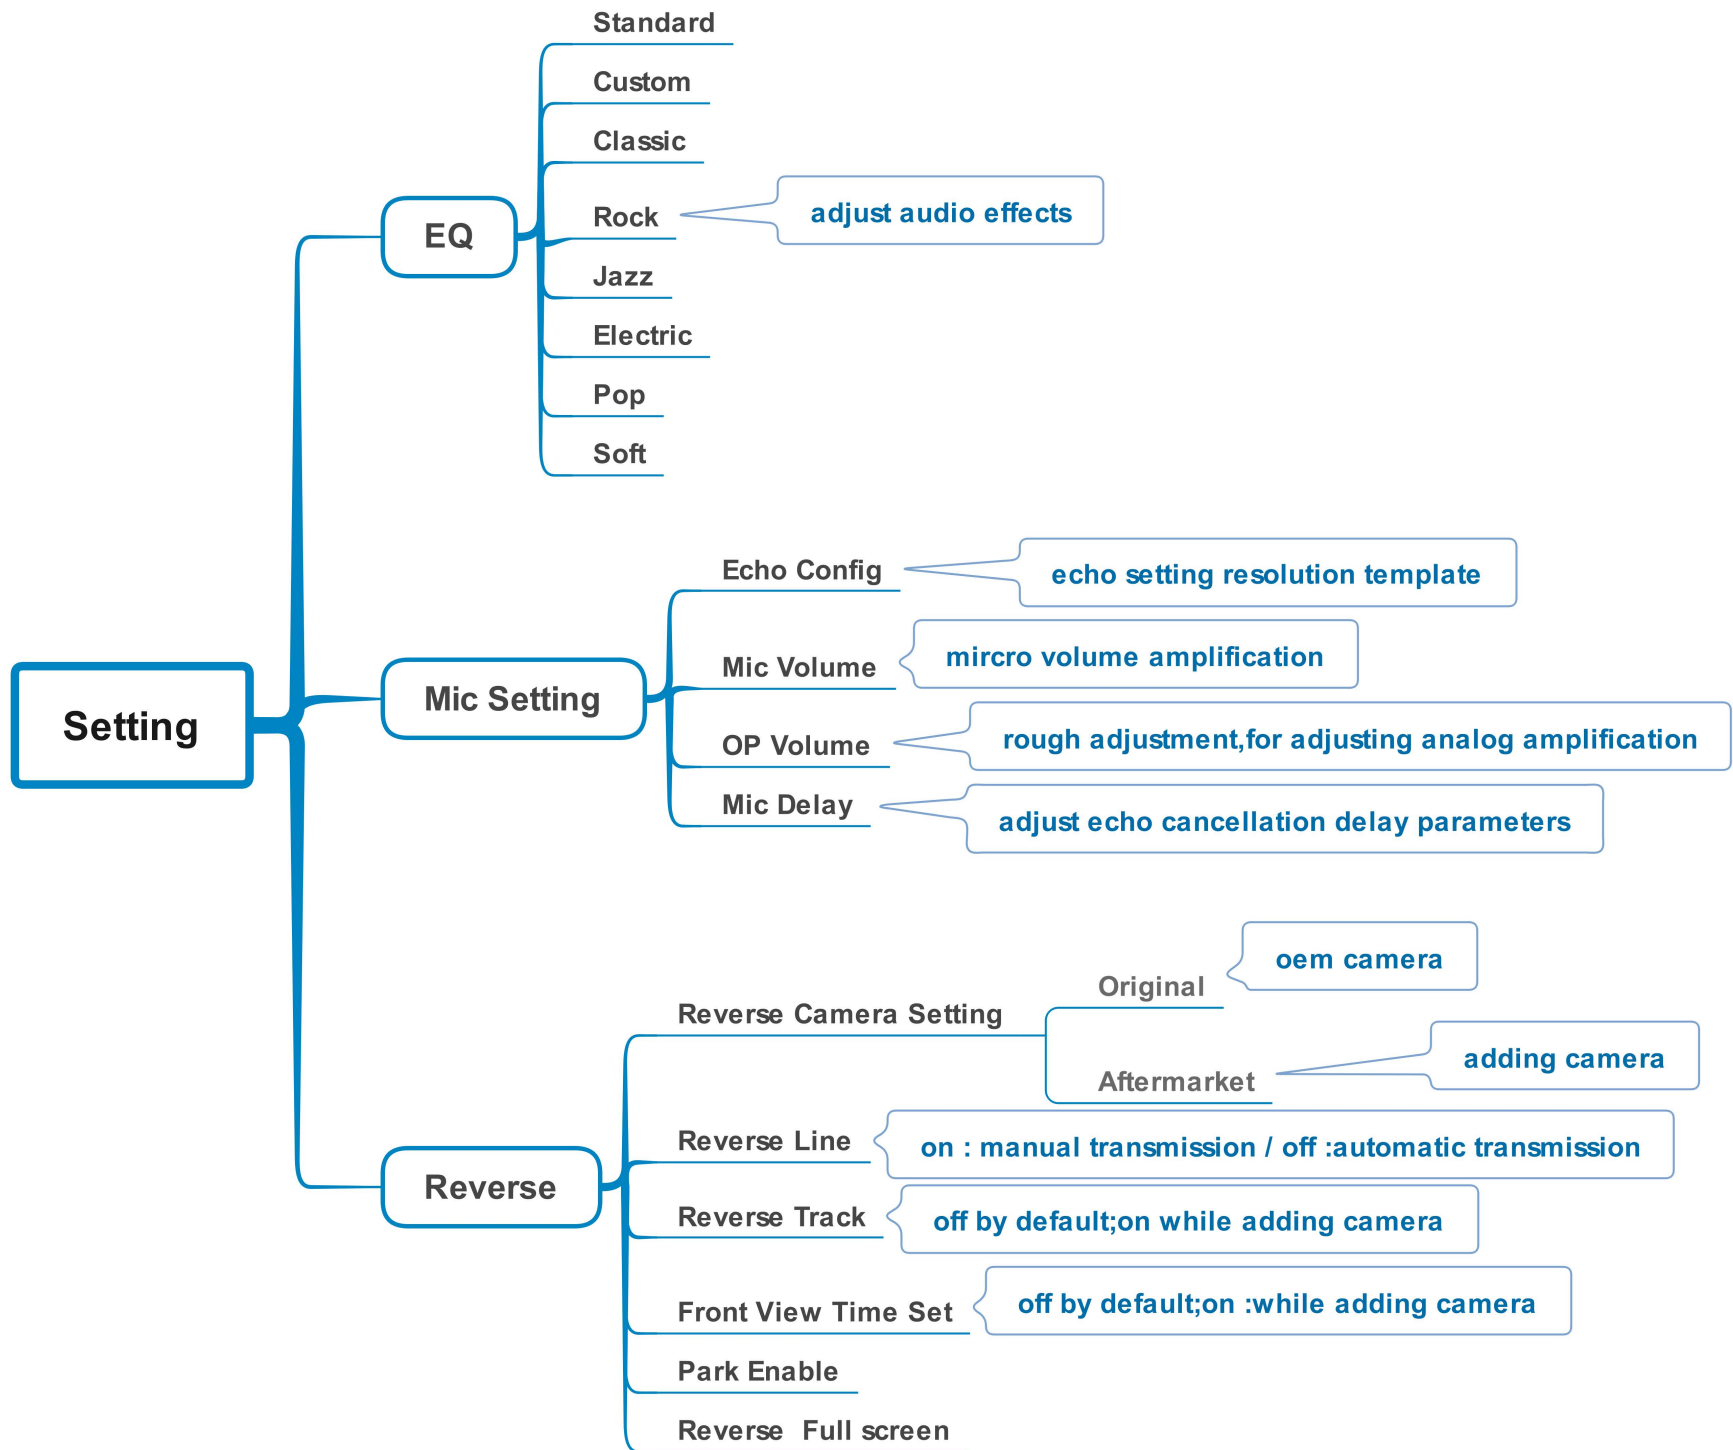 Setting
EQ
Standard
Custom
Classic
Rock
adjust audio effects
Jazz
Electric
Pop
Soft
Mic Setting
Echo Config
echo setting resolution template
Mic Volume
mircro volume amplification
OP Volume
rough adjustment,for adjusting analog amplification
Mic Delay
adjust echo cancellation delay parameters
Reverse
Reverse Camera Setting
Original
oem camera
Aftermarket
adding camera
Reverse Line
on : manual transmission / off :automatic transmission
Reverse Track
off by default;on while adding camera
Front View Time Set
off by default;on :while adding camera
Park Enable
Reverse  Full screen